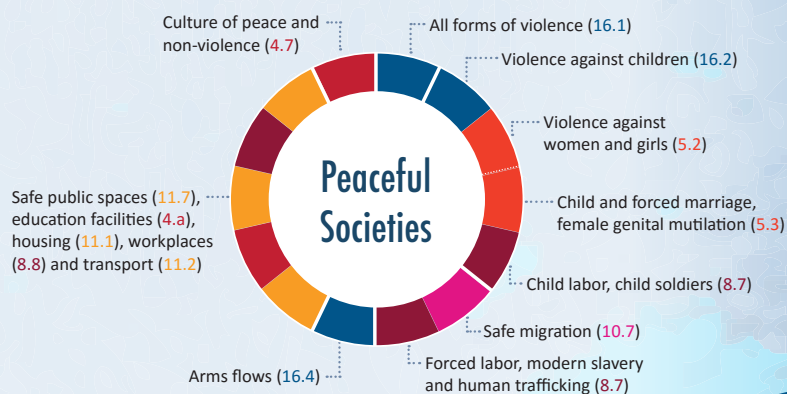 Culture of peace and
non-violence (4.7)
All forms of violence (16.1)
Violence against children (16.2)
Violence against
women and girls (5.2)
Child and forced marriage,
female genital mutilation (5.3)
Child labor, child soldiers (8.7)
Safe migration (10.7)
Forced labor, modern slavery
and human trafficking (8.7)
Arms flows (16.4)
Safe public spaces (11.7),
education facilities (4.a),
housing (11.1), workplaces
(8.8) and transport (11.2)
Peaceful
Societies